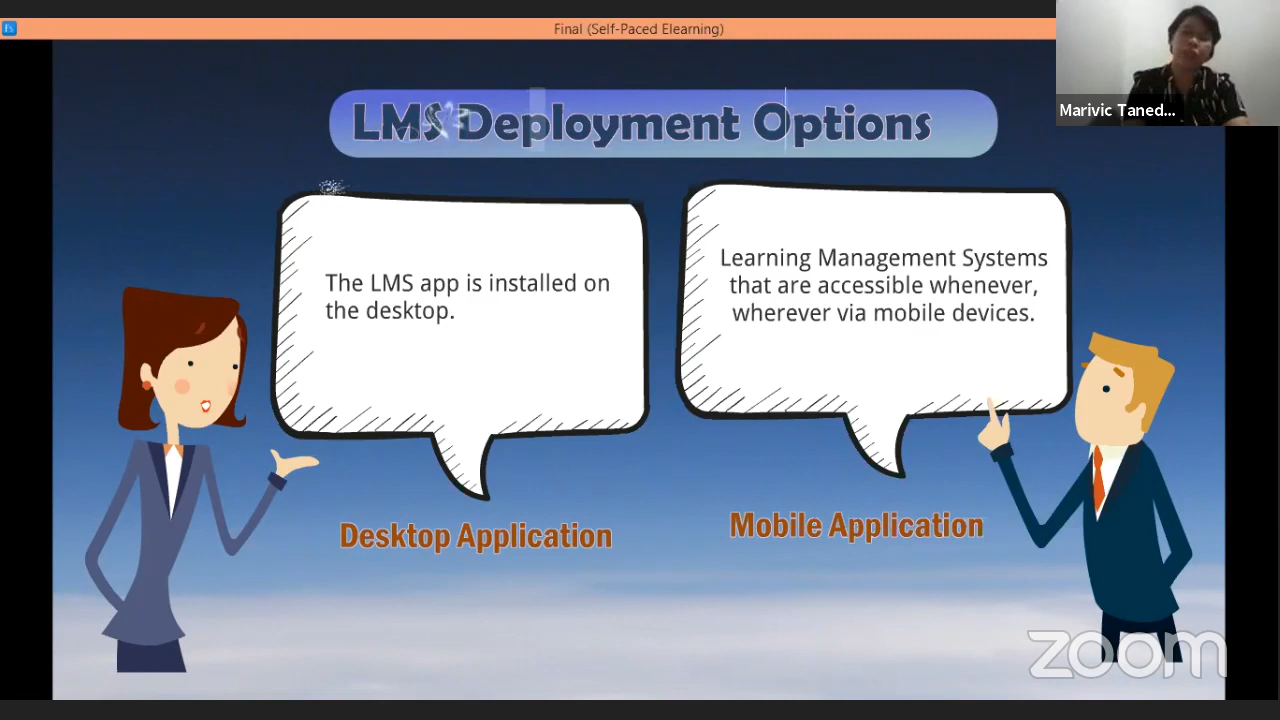 Final (Self-Paced Elearning)
Marivic Taned...
LMS Deployment Options
The LMS app is installed on
the desktop.
Learning Management Systems
that are accessible whenever,
wherever via mobile devices.
Desktop Application
Mobile Application
zoom